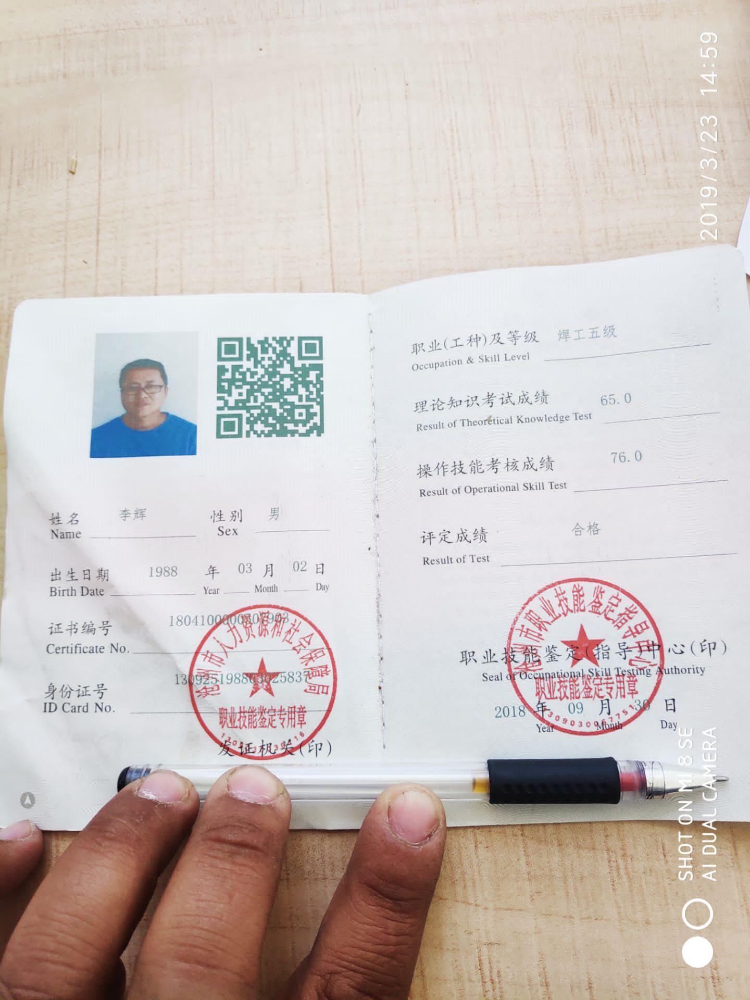 姓名 李辉 性别 男
Name Sex
出生日期 1988 年 03 月 02 日
Birth Date Year Month Day
证书编号 1804100000307903
Certificate No.
身份证号 130925198803025837
ID Card No.
沧州市人力资源和社会保障局
职业技能鉴定专用章
发证机关(印)
职业(工种)及等级 焊工五级
Occupation & Skill Level
理论知识考试成绩 65.0
Result of Theoretical Knowledge Test
操作技能考核成绩 76.0
Result of Operational Skill Test
评定成绩 合格
Result of Test
沧州市职业技能鉴定指导中心
职业技能鉴定(指导)中心(印)
Seal of Occupational Skill Testing Authority
职业技能鉴定专用章
2018 年 09 月 30 日
Year Month Day
1309030067751
2019/3/23 14:59
SHOT ON MI 8 SE
AI DUAL CAMERA